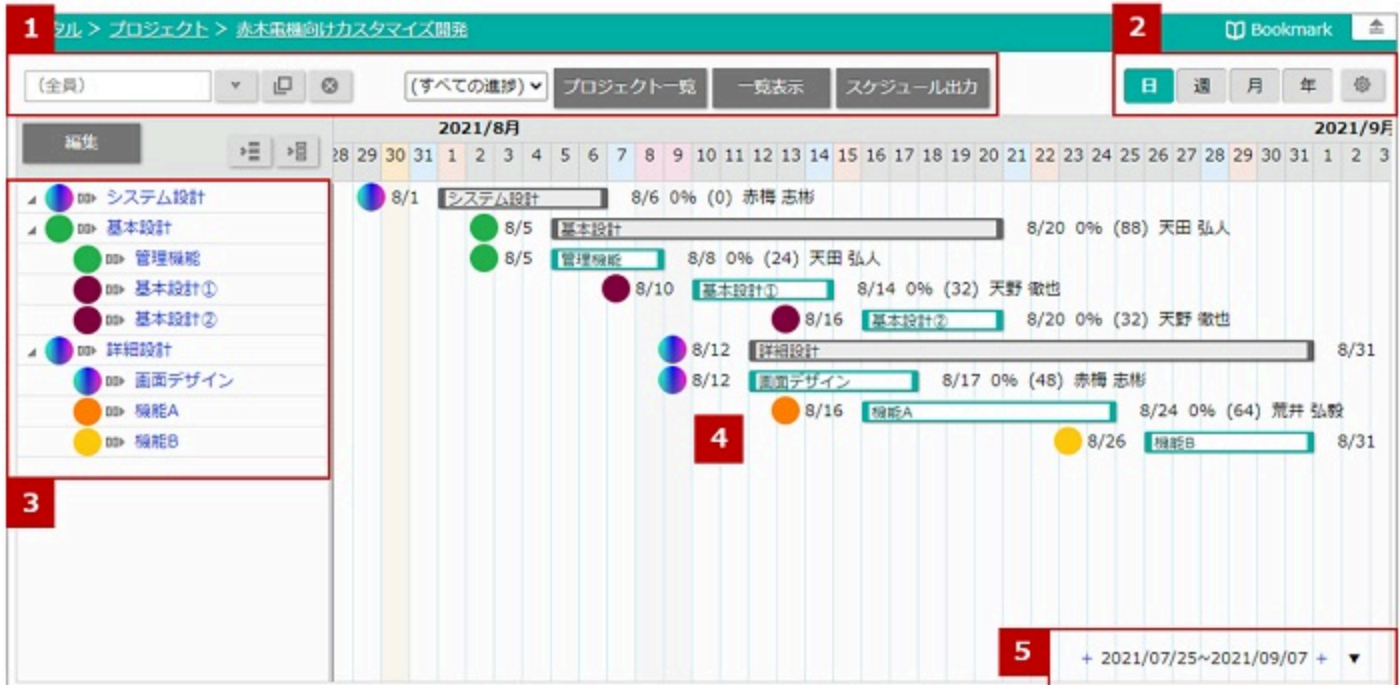 1 タル > プロジェクト > 赤木電機向けカスタマイズ開発 2 Bookmark
(全員) (すべての進捗) プロジェクト一覧 一覧表示 スケジュール出力 日 週 月 年
編集 2021/8月 2021/9月
28 29 30 31 1 2 3 4 5 6 7 8 9 10 11 12 13 14 15 16 17 18 19 20 21 22 23 24 25 26 27 28 29 30 31 1 2 3
システム設計 8/1 システム設計 8/6 0% (0) 赤梅 志彬
基本設計 8/5 基本設計 8/20 0% (88) 天田 弘人
管理機能 8/5 管理機能 8/8 0% (24) 天田 弘人
基本設計① 8/10 基本設計① 8/14 0% (32) 天野 徹也
基本設計② 8/16 基本設計② 8/20 0% (32) 天野 徹也
詳細設計 8/12 詳細設計 8/31
画面デザイン 8/12 画面デザイン 8/17 0% (48) 赤梅 志彬
機能A 8/16 機能A 8/24 0% (64) 荒井 弘毅
機能B 4 8/26 機能B 8/31
3
5 + 2021/07/25~2021/09/07 + ▼